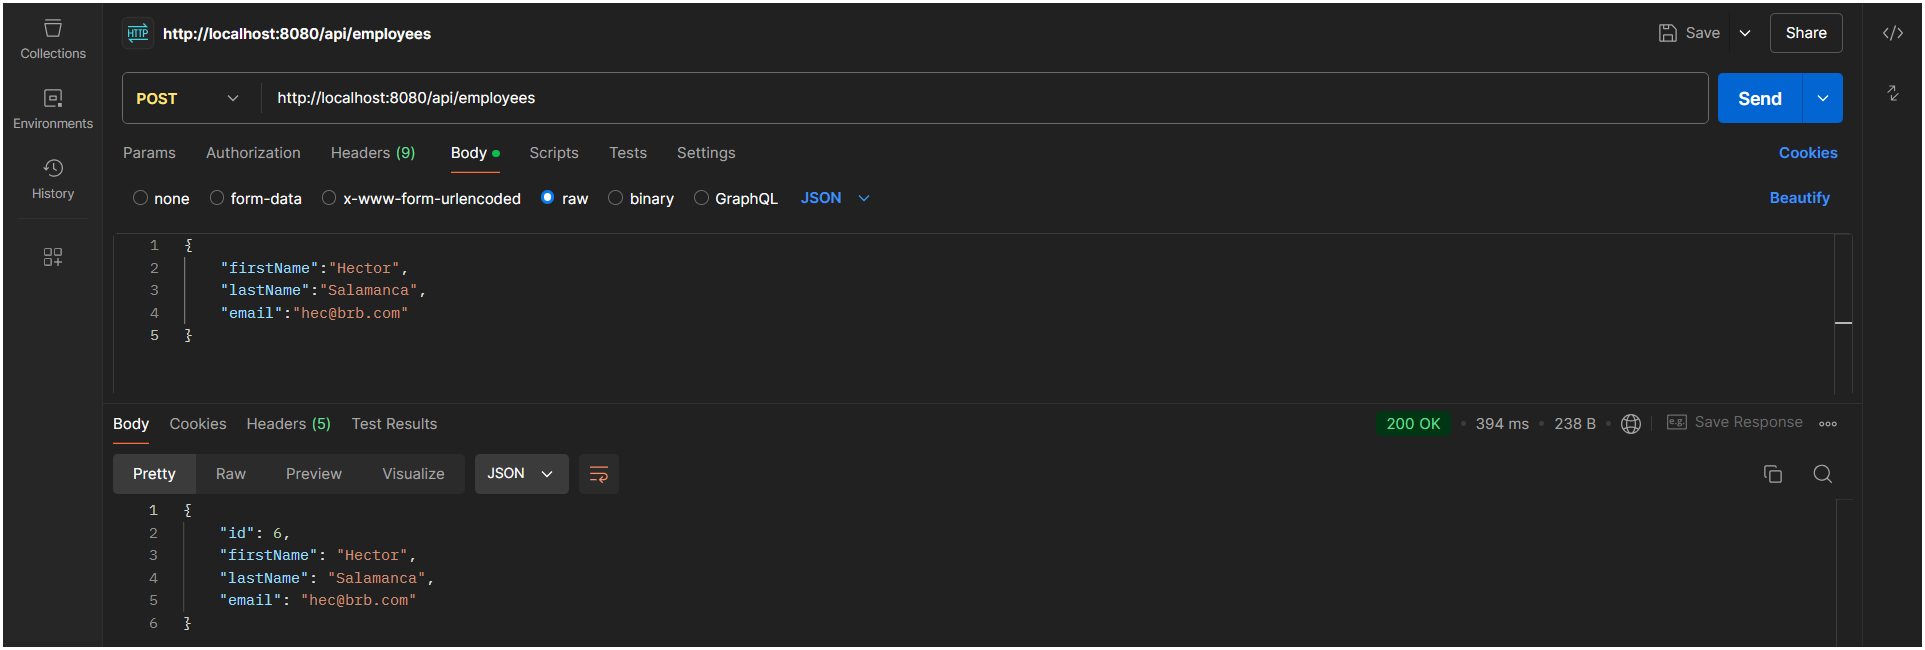 Collections
Environments
History
HTTP http://localhost:8080/api/employees Save Share
POST http://localhost:8080/api/employees Send
Params Authorization Headers (9) Body Scripts Tests Settings Cookies
none form-data x-www-form-urlencoded raw binary GraphQL JSON Beautify
1 {
2 "firstName":"Hector",
3 "lastName":"Salamanca",
4 "email":"hec@brb.com"
5 }
Body Cookies Headers (5) Test Results 200 OK • 394 ms • 238 B • e.g. Save Response
Pretty Raw Preview Visualize JSON
1 {
2 "id": 6,
3 "firstName": "Hector",
4 "lastName": "Salamanca",
5 "email": "hec@brb.com"
6 }